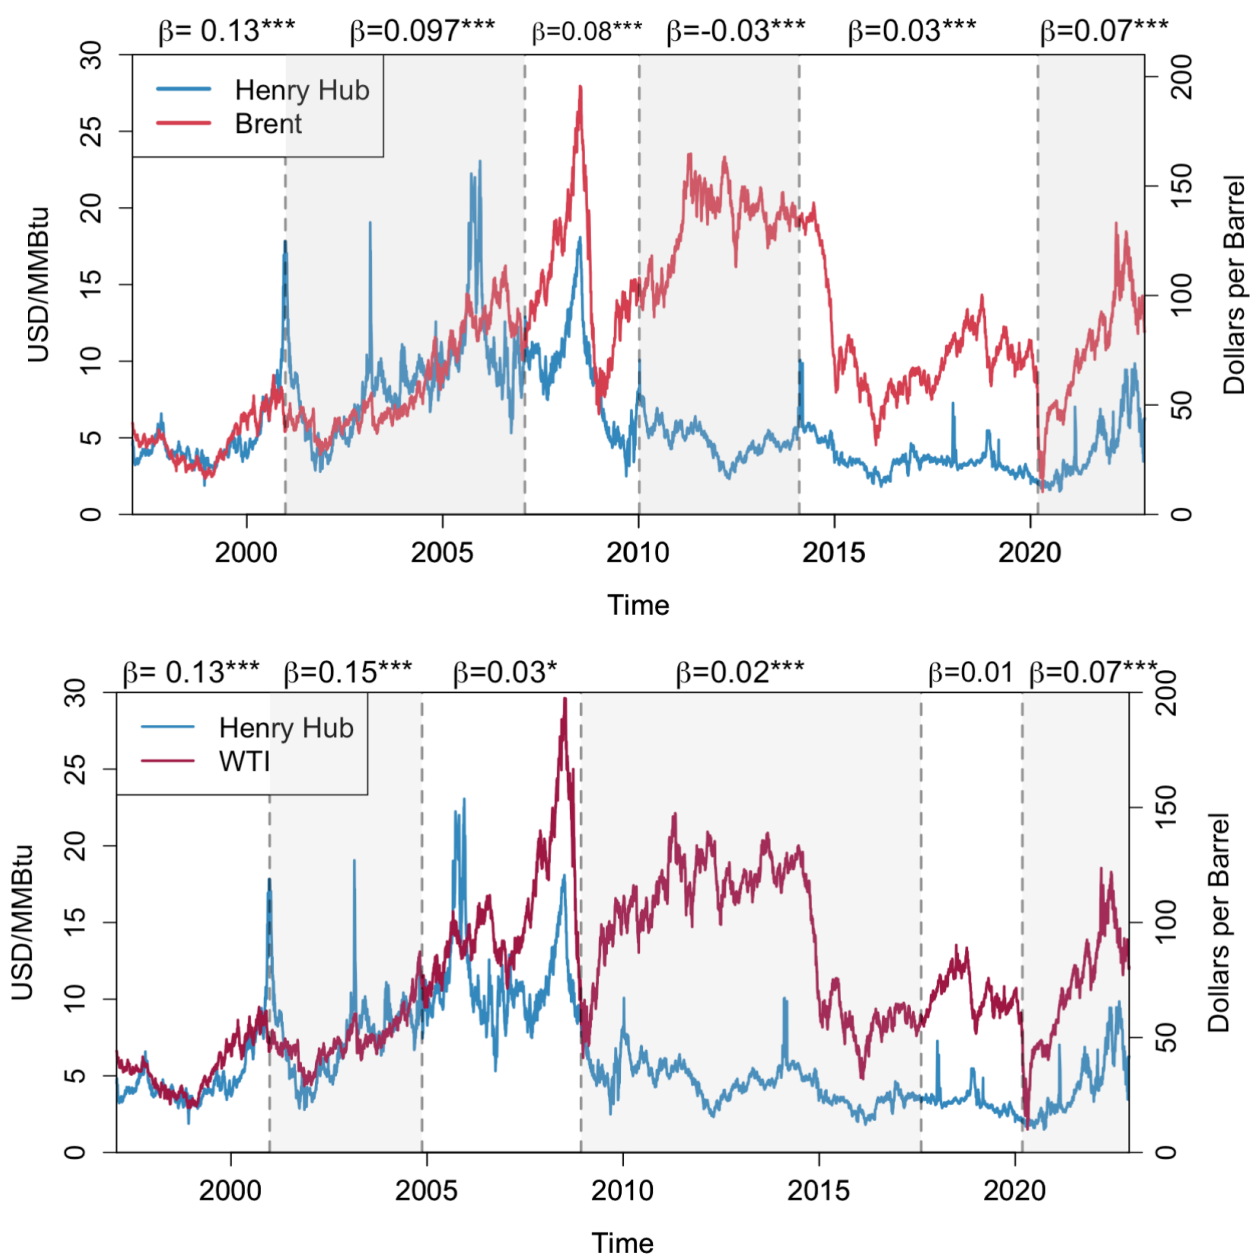 β= 0.13*** β=0.097*** β=0.08*** β=-0.03*** β=0.03*** β=0.07***
Henry Hub
Brent
USD/MMBtu
0 5 10 15 20 25 30
Dollars per Barrel
0 50 100 150 200
2000 2005 2010 2015 2020
Time
β= 0.13*** β=0.15*** β=0.03* β=0.02*** β=0.01 β=0.07***
Henry Hub
WTI
USD/MMBtu
0 5 10 15 20 25 30
Dollars per Barrel
0 50 100 150 200
2000 2005 2010 2015 2020
Time